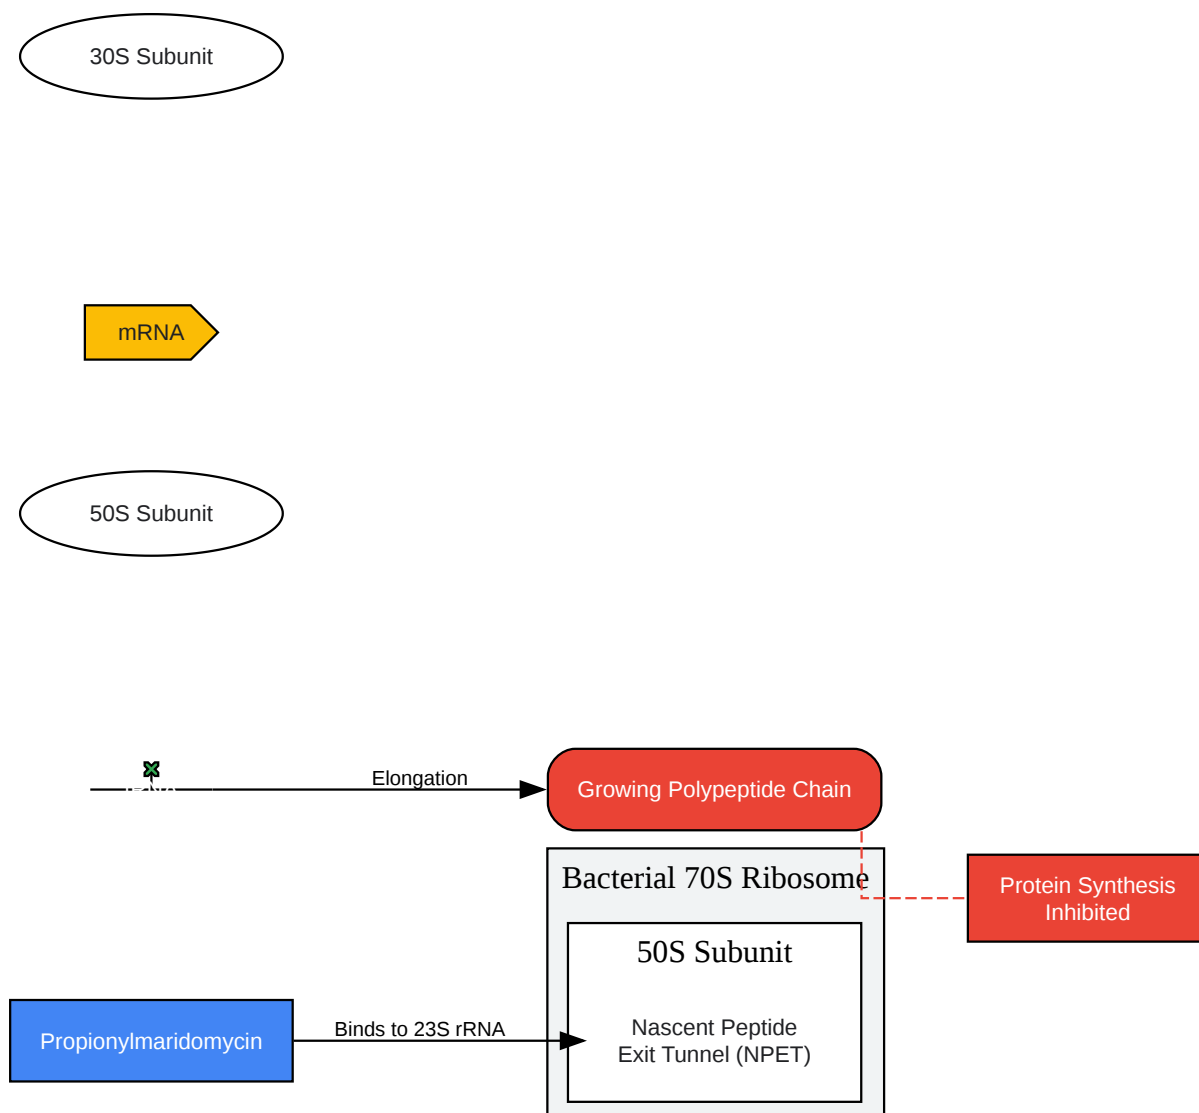 30S Subunit
mRNA
50S Subunit
Elongation
Growing Polypeptide Chain
Bacterial 70S Ribosome
Protein Synthesis
Inhibited
50S Subunit
Propionylmaridomycin
Binds to 23S rRNA
Nascent Peptide
Exit Tunnel (NPET)